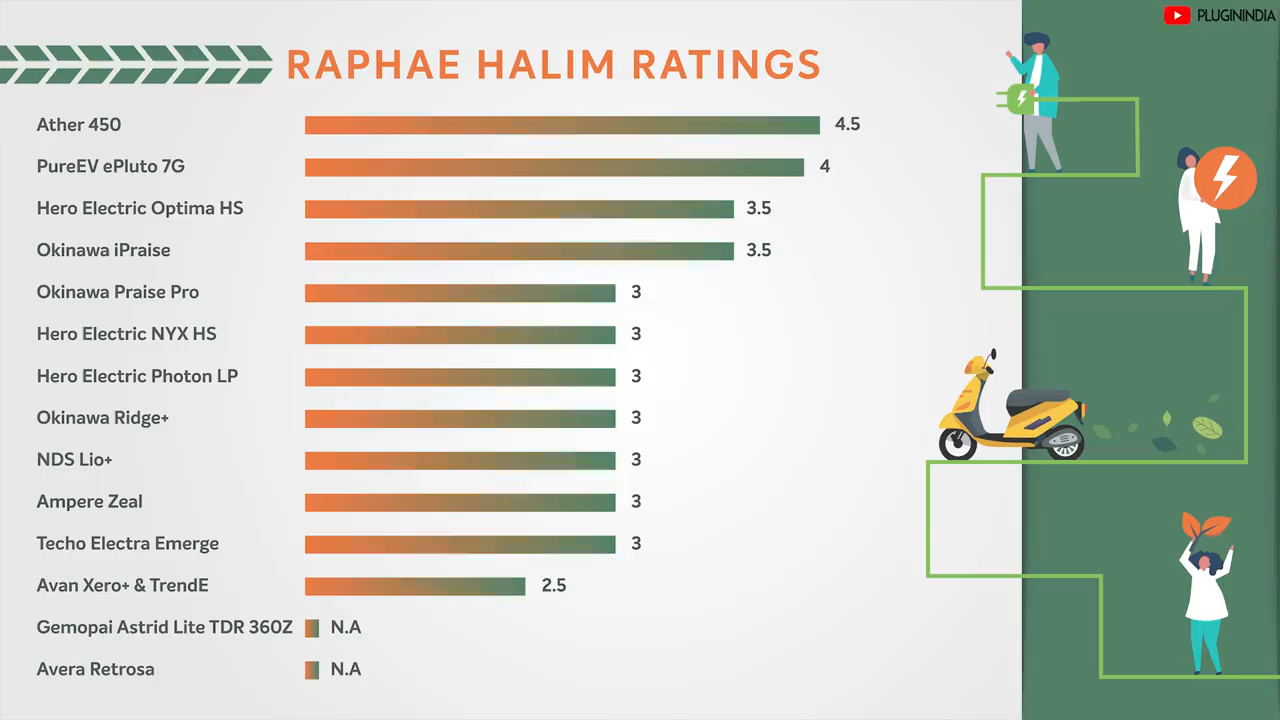 PLUGININDIA
RAPHAE HALIM RATINGS
Ather 450 4.5
PureEV ePluto 7G 4
Hero Electric Optima HS 3.5
Okinawa iPraise 3.5
Okinawa Praise Pro 3
Hero Electric NYX HS 3
Hero Electric Photon LP 3
Okinawa Ridge+ 3
NDS Lio+ 3
Ampere Zeal 3
Techo Electra Emerge 3
Avan Xero+ & TrendE 2.5
Gemopai Astrid Lite TDR 360Z N.A
Avera Retrosa N.A